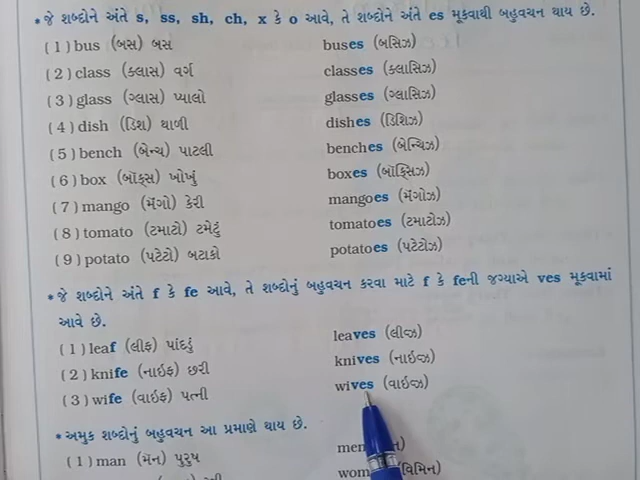 * જે શબ્દોને અંતે s, ss, sh, ch, x કે o આવે, તે શબ્દોને અંતે es મૂકવાથી બહુવચન થાય છે.
( 1 ) bus (બસ) બસ buses (બસિઝ)
( 2 ) class (ક્લાસ) વર્ગ classes (ક્લાસિઝ)
( 3 ) glass (ગ્લાસ) પ્યાલો glasses (ગ્લાસિઝ)
( 4 ) dish (ડિશ) થાળી dishes (ડિશિઝ)
( 5 ) bench (બેન્ચ) પાટલી benches (બેન્ચિઝ)
( 6 ) box (બૉક્સ) ખોખું boxes (બૉક્સિઝ)
( 7 ) mango (મૅંગો) કેરી mangoes (મૅંગોઝ)
( 8 ) tomato (ટમાટો) ટમેટું tomatoes (ટમાટોઝ)
( 9 ) potato (પટેટો) બટાકો potatoes (પટેટોઝ)
* જે શબ્દોને અંતે f કે fe આવે, તે શબ્દોનું બહુવચન કરવા માટે f કે feની જગ્યાએ ves મૂકવામાં
આવે છે.
( 1 ) leaf (લીફ) પાંદડું leaves (લીવ્ઝ)
( 2 ) knife (નાઇફ) છરી knives (નાઇવ્ઝ)
( 3 ) wife (વાઇફ) પત્ની wives (વાઇવ્ઝ)
* અમુક શબ્દોનું બહુવચન આ પ્રમાણે થાય છે.
( 1 ) man (મૅન) પુરુષ men
(વિમિન)